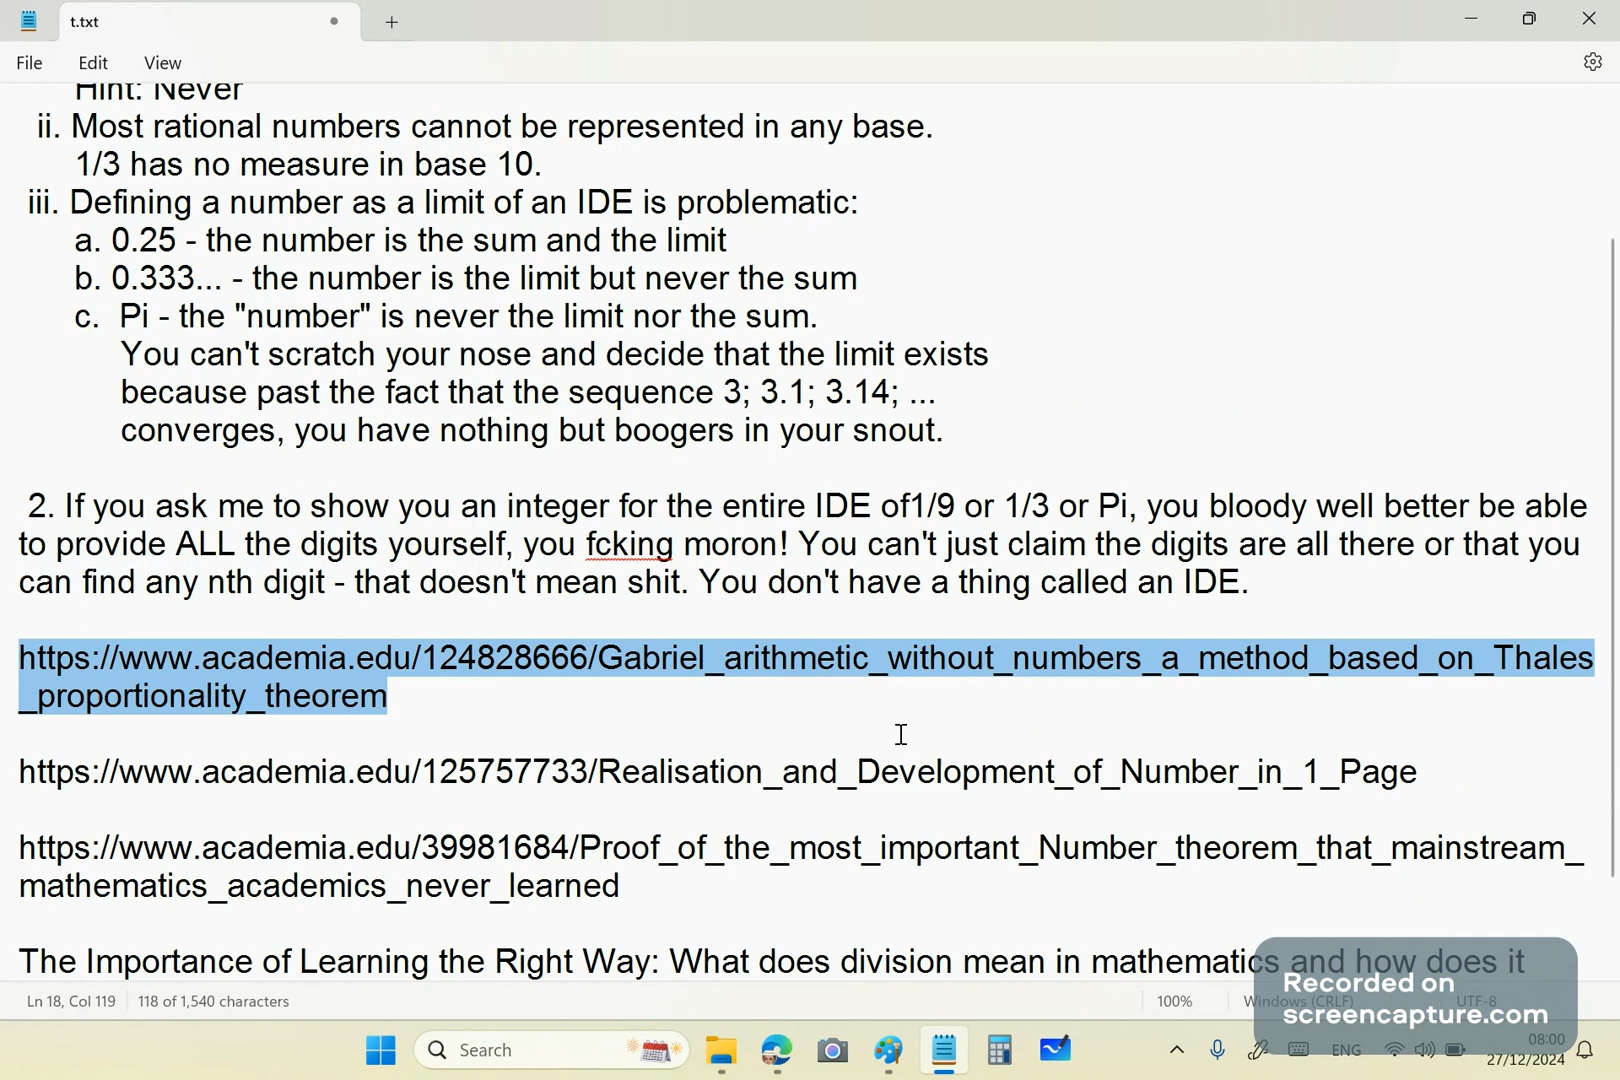 t.txt
File Edit View
Hint: Never
ii. Most rational numbers cannot be represented in any base.
1/3 has no measure in base 10.
iii. Defining a number as a limit of an IDE is problematic:
a. 0.25 - the number is the sum and the limit
b. 0.333... - the number is the limit but never the sum
c. Pi - the "number" is never the limit nor the sum.
You can't scratch your nose and decide that the limit exists
because past the fact that the sequence 3; 3.1; 3.14; ...
converges, you have nothing but boogers in your snout.
2. If you ask me to show you an integer for the entire IDE of1/9 or 1/3 or Pi, you bloody well better be able
to provide ALL the digits yourself, you fcking moron! You can't just claim the digits are all there or that you
can find any nth digit - that doesn't mean shit. You don't have a thing called an IDE.
https://www.academia.edu/124828666/Gabriel_arithmetic_without_numbers_a_method_based_on_Thales
_proportionality_theorem
https://www.academia.edu/125757733/Realisation_and_Development_of_Number_in_1_Page
https://www.academia.edu/39981684/Proof_of_the_most_important_Number_theorem_that_mainstream_
mathematics_academics_never_learned
The Importance of Learning the Right Way: What does division mean in mathematics and how does it
Recorded on
screencapture.com
Ln 18, Col 119 118 of 1,540 characters 100% Windows (CRLF) UTF-8
Search ENG 08:00
27/12/2024